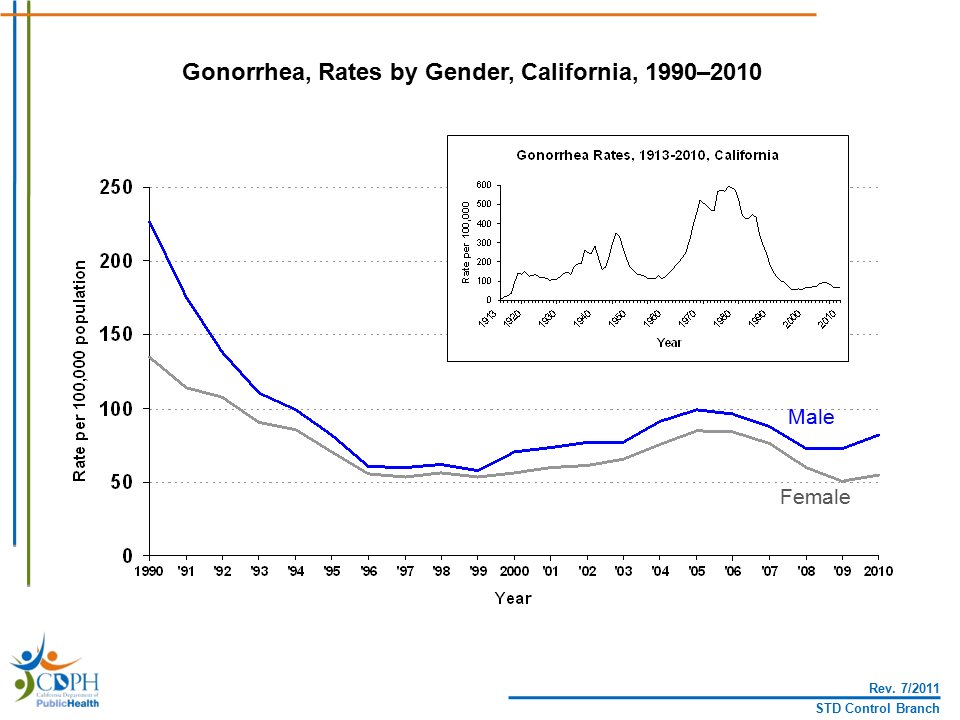 Gonorrhea, Rates by Gender, California, 1990–2010
Gonorrhea Rates, 1913-2010, California
Rate per 100,000
600
500
400
300
200
100
0
1913
1920
1930
1940
1950
1960
1970
1980
1990
2000
2010
Year
Rate per 100,000 population
250
200
150
100
50
0
Male
Female
1990 '91 '92 '93 '94 '95 '96 '97 '98 '99 2000 '01 '02 '03 '04 '05 '06 '07 '08 '09 2010
Year
CDPH
California Department of
PublicHealth
Rev. 7/2011
STD Control Branch